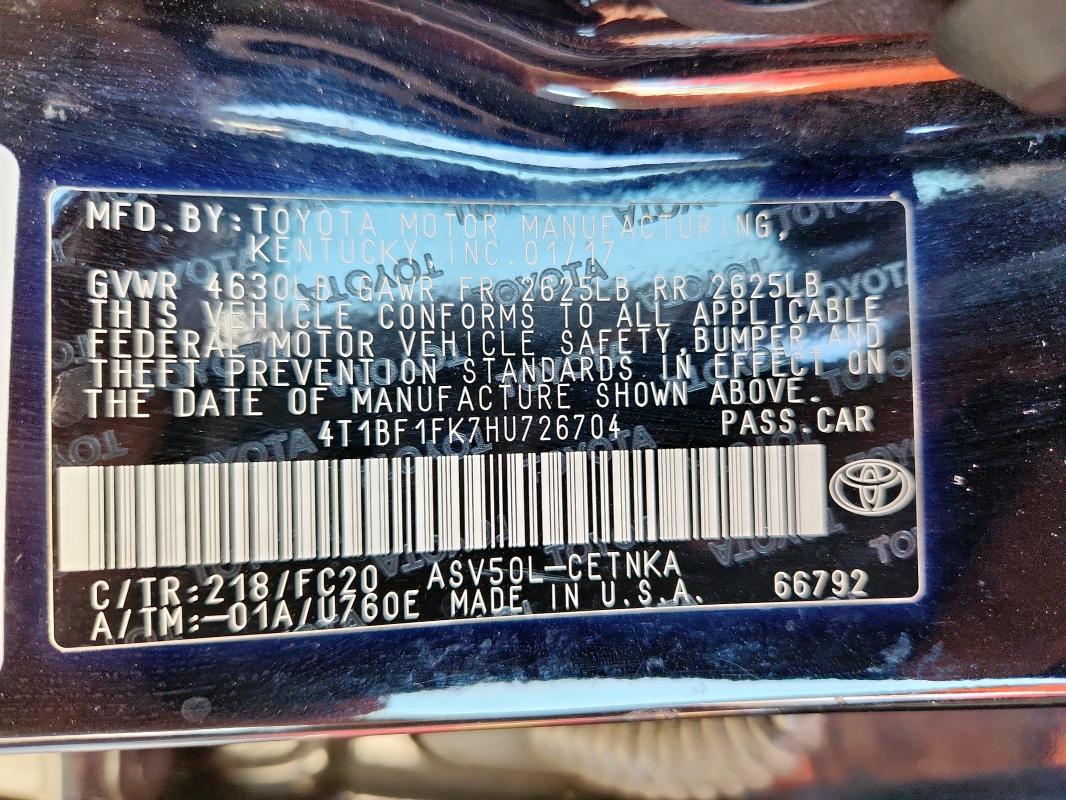 MFD.BY:TOYOTA MOTOR MANUFACTURING,
KENTUCKY, INC. 01/17
GVWR 4630LB GAWR FR 2625LB RR 2625LB
THIS VEHICLE CONFORMS TO ALL APPLICABLE
FEDERAL MOTOR VEHICLE SAFETY, BUMPER AND
THEFT PREVENTION STANDARDS IN EFFECT ON
THE DATE OF MANUFACTURE SHOWN ABOVE.
4T1BF1FK7HU726704 PASS.CAR
C/TR:218/FC20 ASV50L-CETNKA 66792
A/TM:-01A/U760E MADE IN U.S.A.